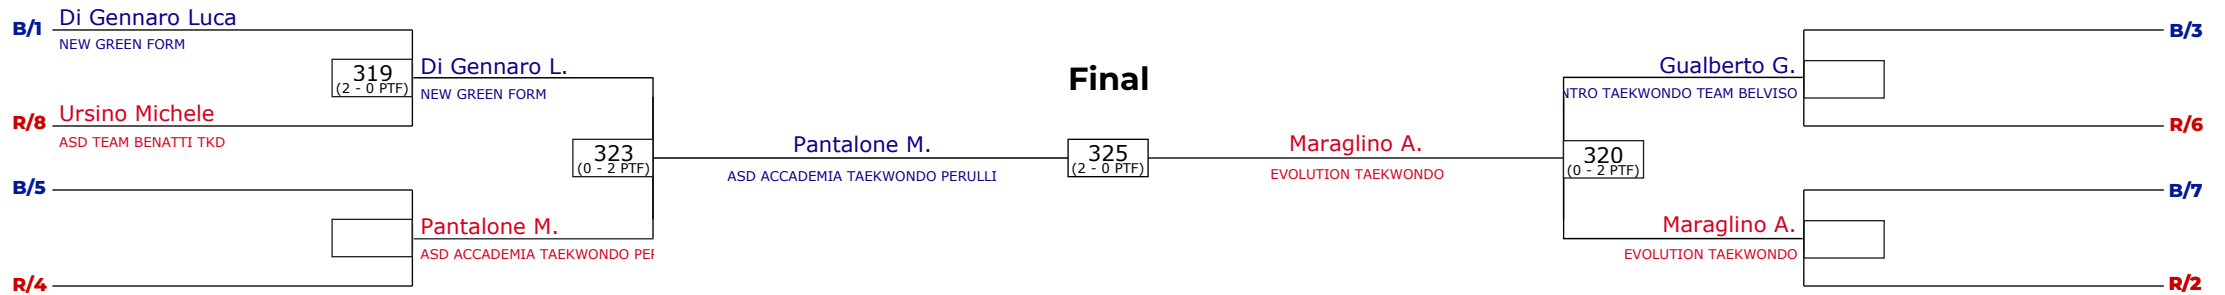 B/1
Di Gennaro Luca
NEW GREEN FORM
319
(2 - 0 PTF)
Di Gennaro L.
NEW GREEN FORM
R/8
Ursino Michele
ASD TEAM BENATTI TKD
323
(0 - 2 PTF)
B/5
Pantalone M.
ASD ACCADEMIA TAEKWONDO
R/4
Final
Pantalone M.
ASD ACCADEMIA TAEKWONDO PERULLI
325
(2 - 0 PTF)
Maraglino A.
EVOLUTION TAEKWONDO
Gualberto G.
TAEKWONDO TEAM BELVISO
320
(0 - 2 PTF)
Maraglino A.
EVOLUTION TAEKWONDO
B/3
R/6
B/7
R/2